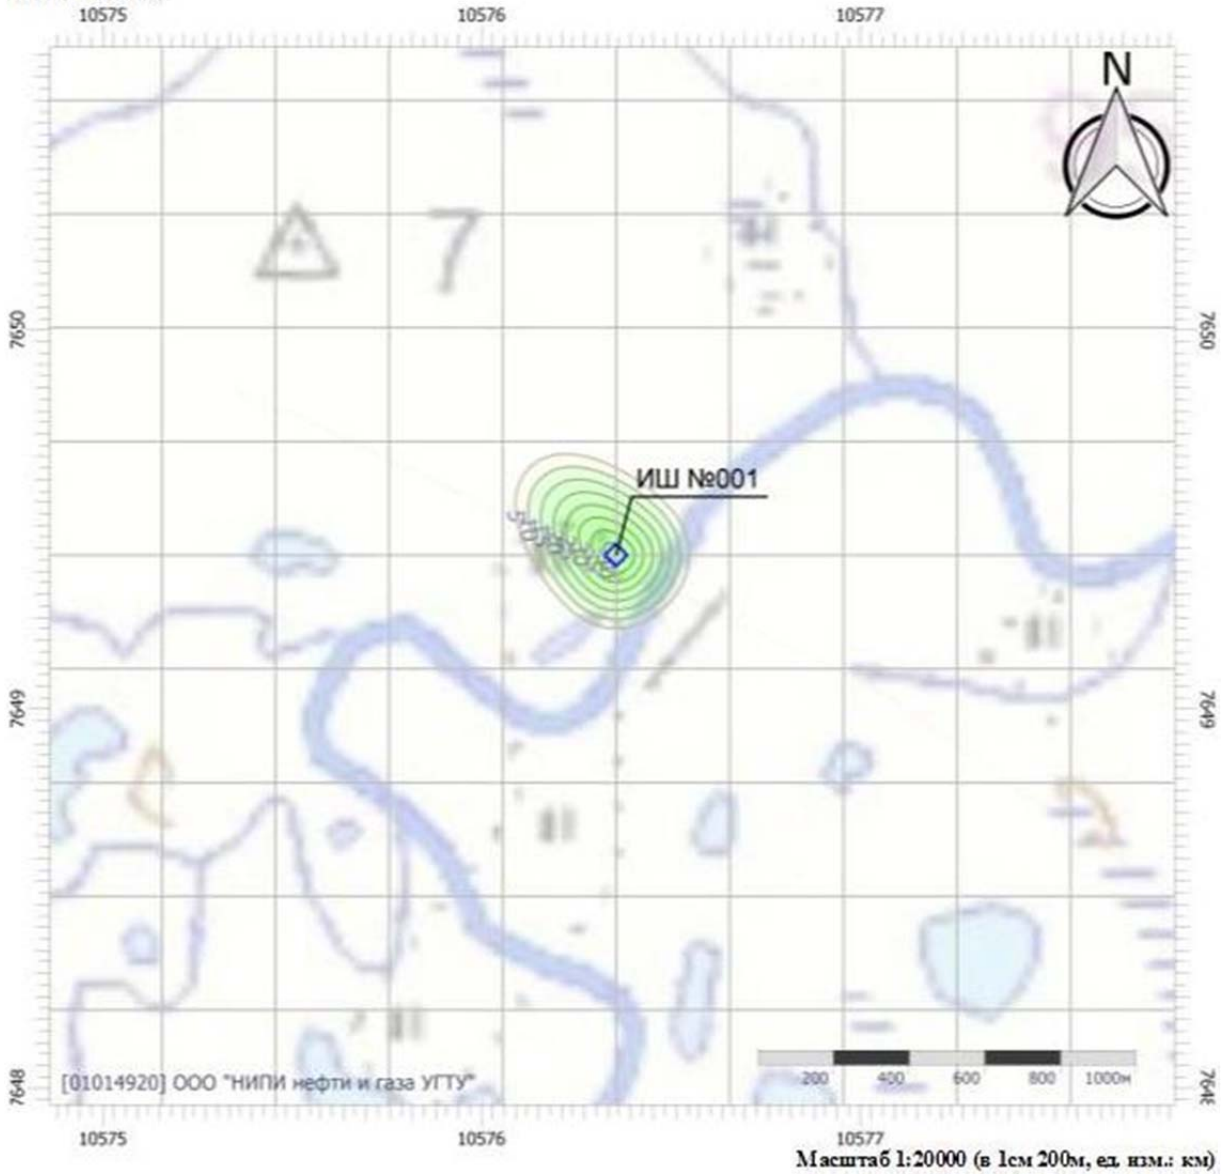 10575 10576 10577
N
7
7650 7650
ИШ №001
7649 7649
200 400 600 800 1000м
[01014920] ООО "НИПИ нефти и газа УГТУ"
7648 7648
10575 10576 10577
Масштаб 1:20000 (в 1см 200м, ед. изм.: км)